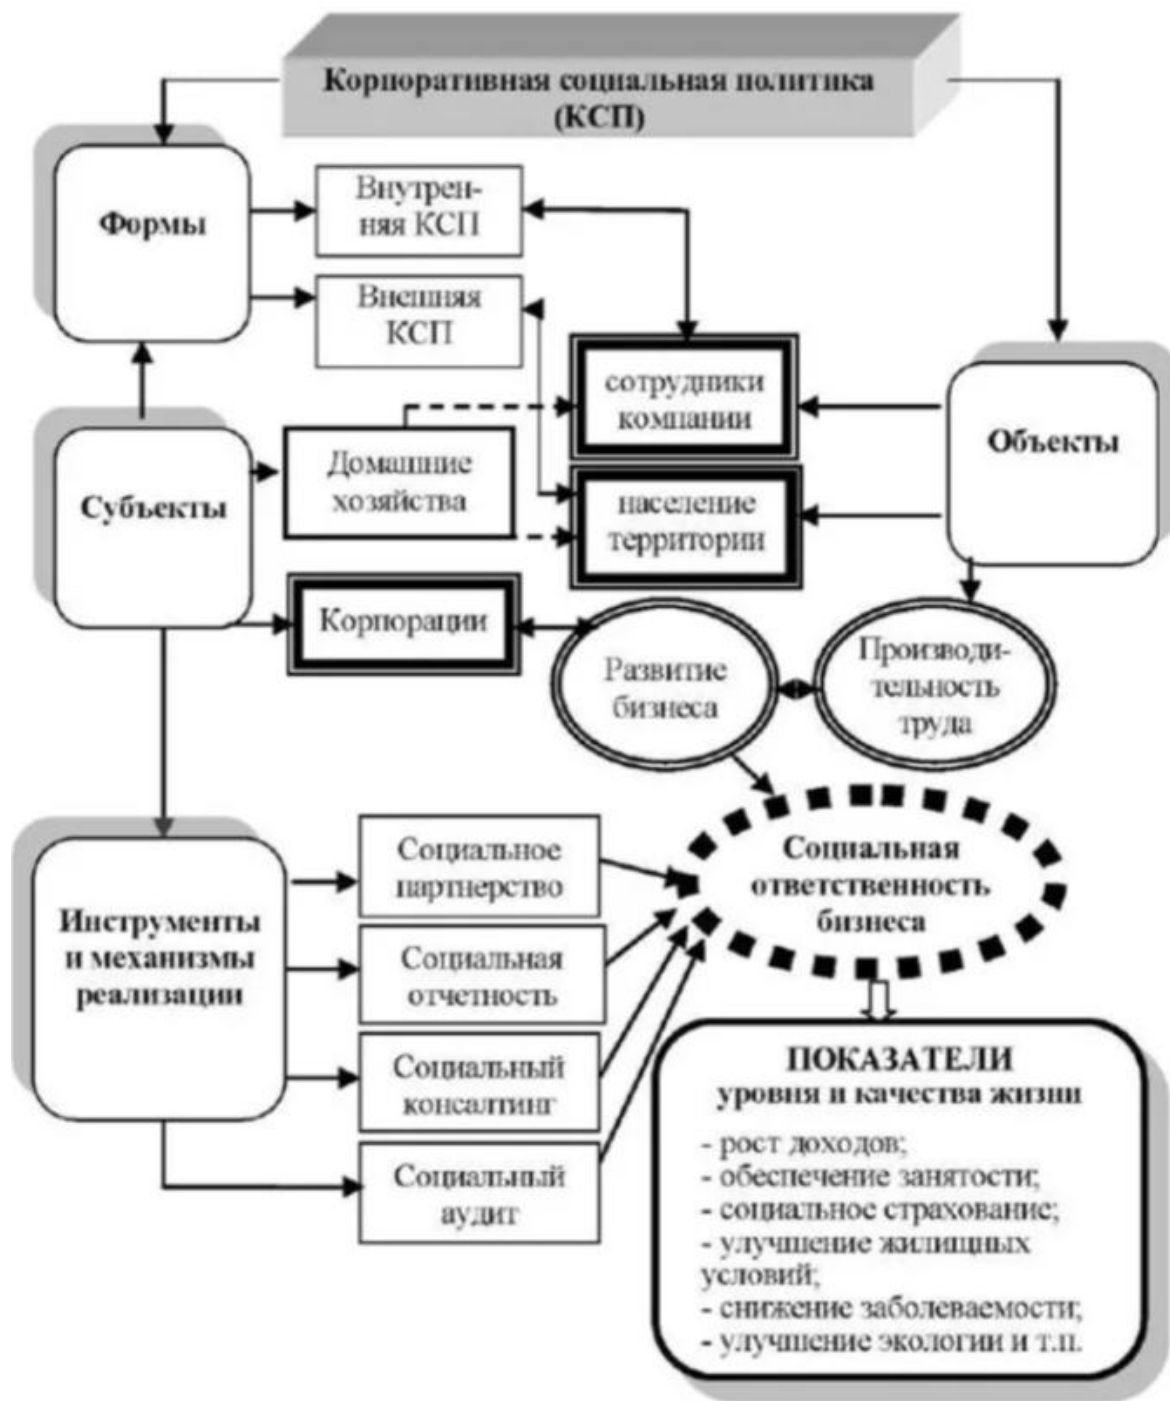 Корпоративная социальная политика
(КСП)
Формы
Внутрен-
няя КСП
Внешняя
КСП
сотрудники
компании
Объекты
Субъекты
Домашние
хозяйства
население
территории
Корпорации
Развитие
бизнеса
Производи-
тельность
труда
Социальная
ответственность
бизнеса
Инструменты
и механизмы
реализации
Социальное
партнерство
Социальная
отчетность
Социальный
консалтинг
Социальный
аудит
ПОКАЗАТЕЛИ
уровня и качества жизни
- рост доходов;
- обеспечение занятости;
- социальное страхование;
- улучшение жилищных
условий;
- снижение заболеваемости;
- улучшение экологии и т.п.